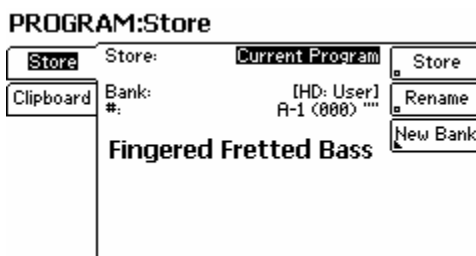 PROGRAM:Store
Store
Store: Current Program
Store
Clipboard
Bank: [HD: User]
Rename
#: A-1 (000) ""
New Bank
Fingered Fretted Bass